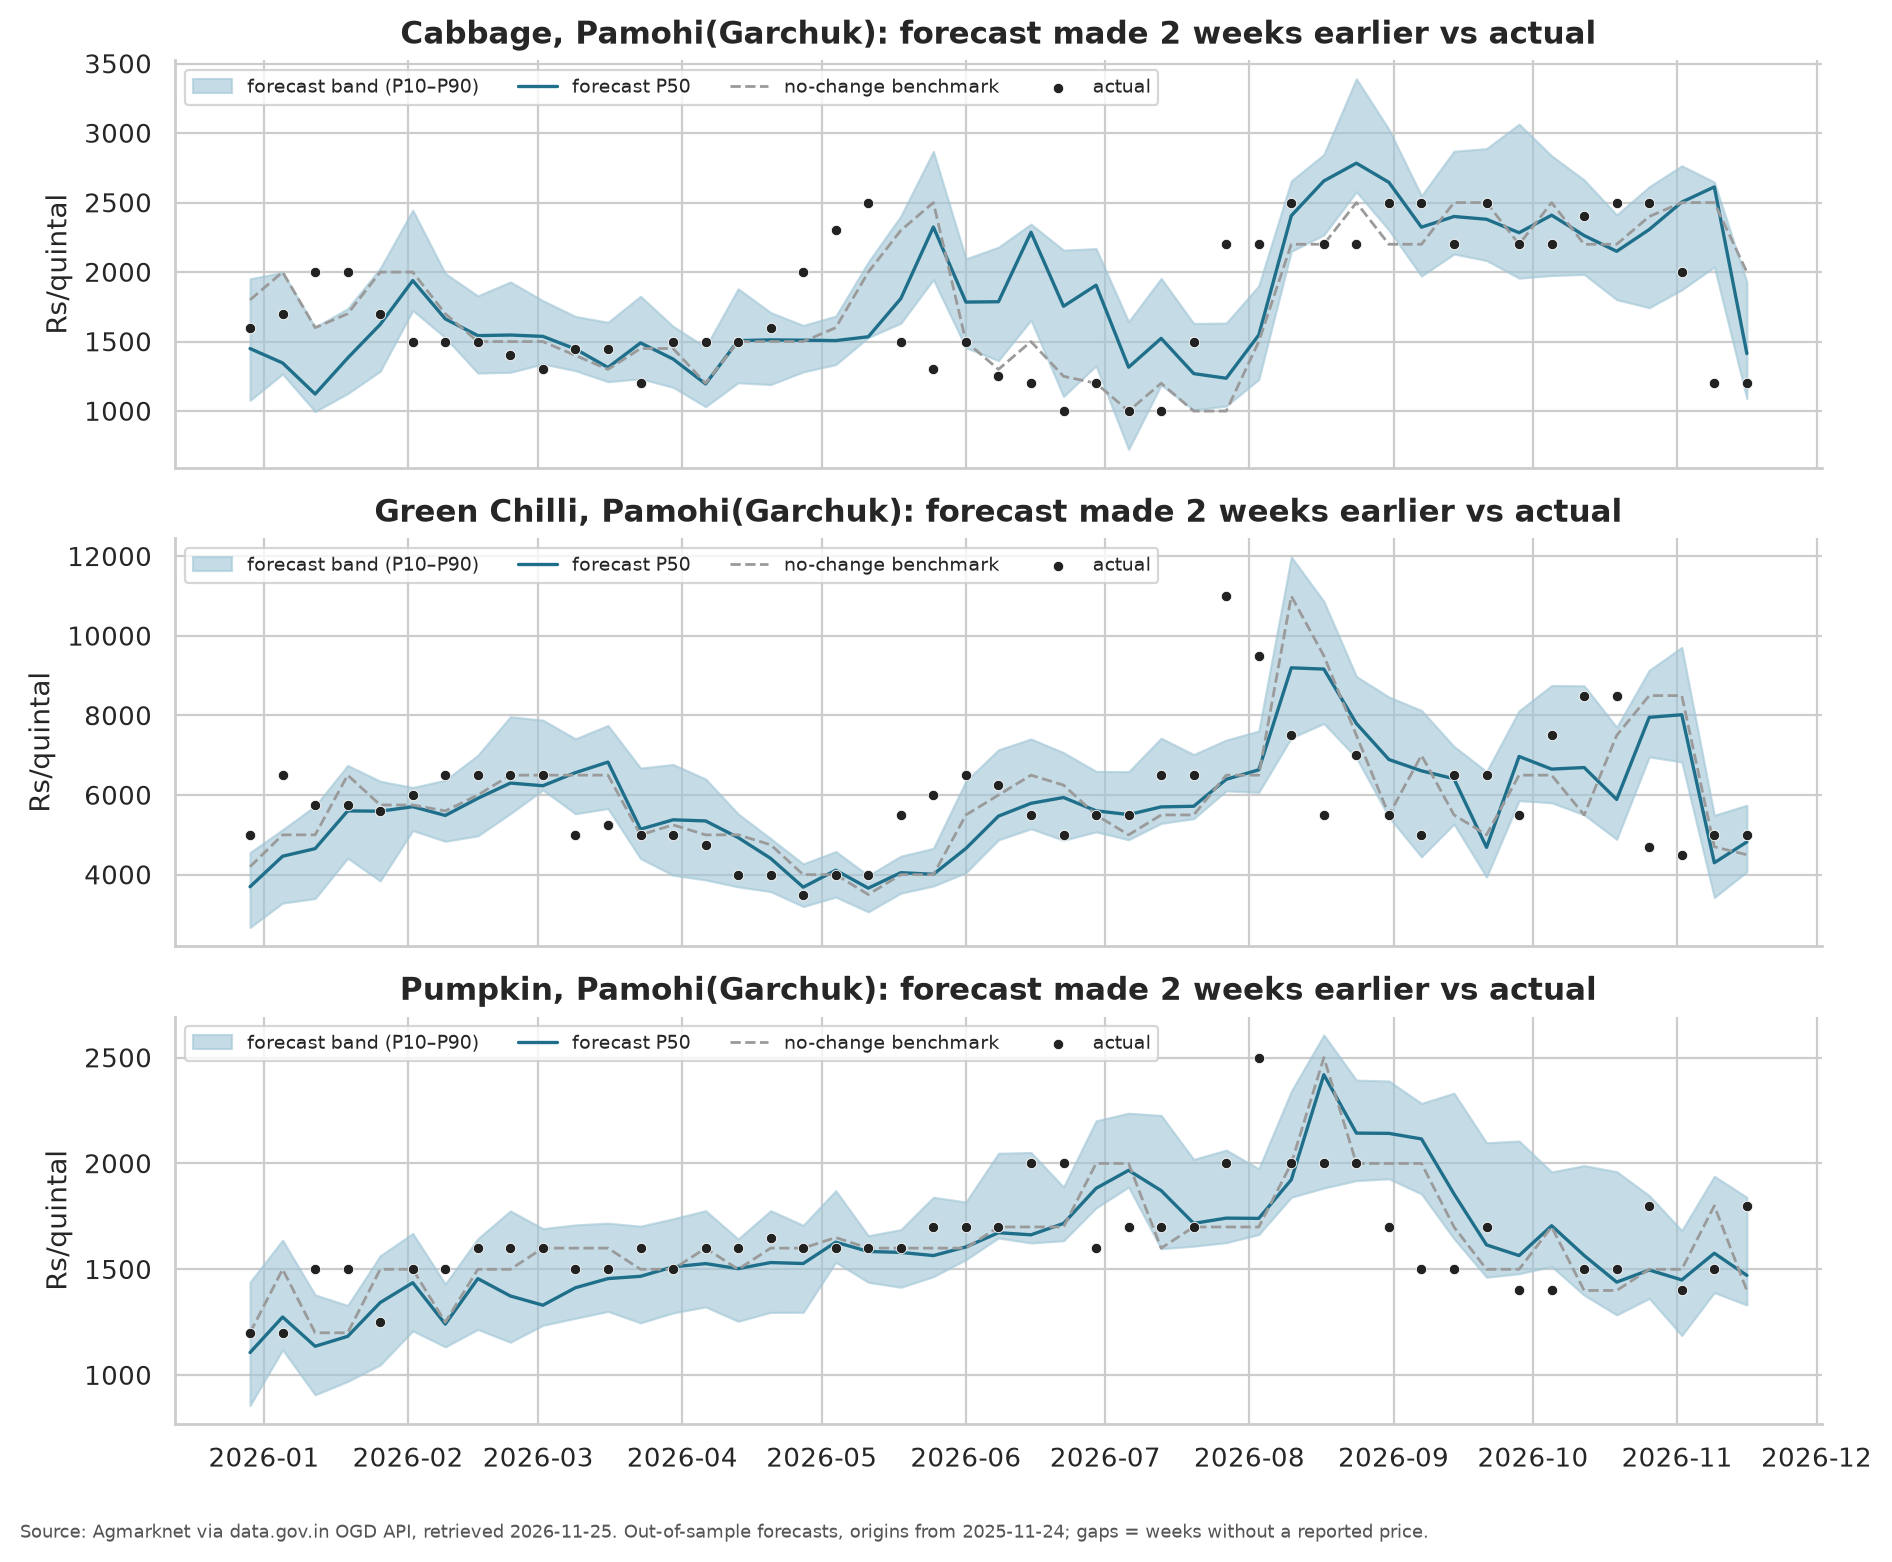 Cabbage, Pamohi(Garchuk): forecast made 2 weeks earlier vs actual
forecast band (P10–P90) forecast P50 no-change benchmark actual
Rs/quintal
3500
3000
2500
2000
1500
1000
Green Chilli, Pamohi(Garchuk): forecast made 2 weeks earlier vs actual
forecast band (P10–P90) forecast P50 no-change benchmark actual
Rs/quintal
12000
10000
8000
6000
4000
Pumpkin, Pamohi(Garchuk): forecast made 2 weeks earlier vs actual
forecast band (P10–P90) forecast P50 no-change benchmark actual
Rs/quintal
2500
2000
1500
1000
2026-01 2026-02 2026-03 2026-04 2026-05 2026-06 2026-07 2026-08 2026-09 2026-10 2026-11 2026-12
Source: Agmarknet via data.gov.in OGD API, retrieved 2026-11-25. Out-of-sample forecasts, origins from 2025-11-24; gaps = weeks without a reported price.